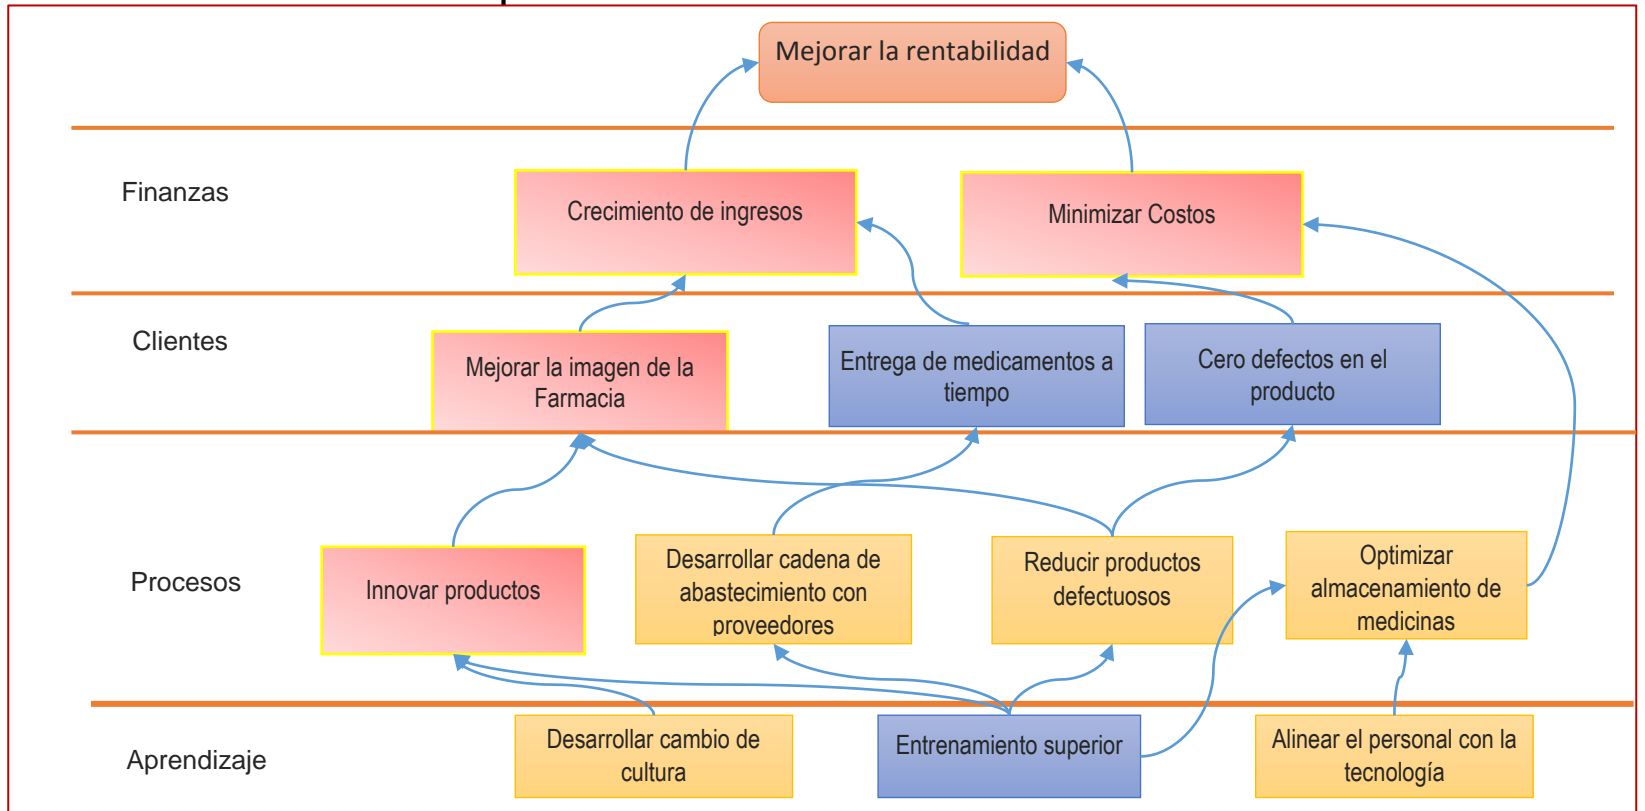 Mejorar la rentabilidad
Finanzas
Crecimiento de ingresos
Minimizar Costos
Clientes
Mejorar la imagen de la
Farmacia
Entrega de medicamentos a
tiempo
Cero defectos en el
producto
Procesos
Innovar productos
Desarrollar cadena de
abastecimiento con
proveedores
Reducir productos
defectuosos
Optimizar
almacenamiento de
medicinas
Aprendizaje
Desarrollar cambio de
cultura
Entrenamiento superior
Alinear el personal con la
tecnología